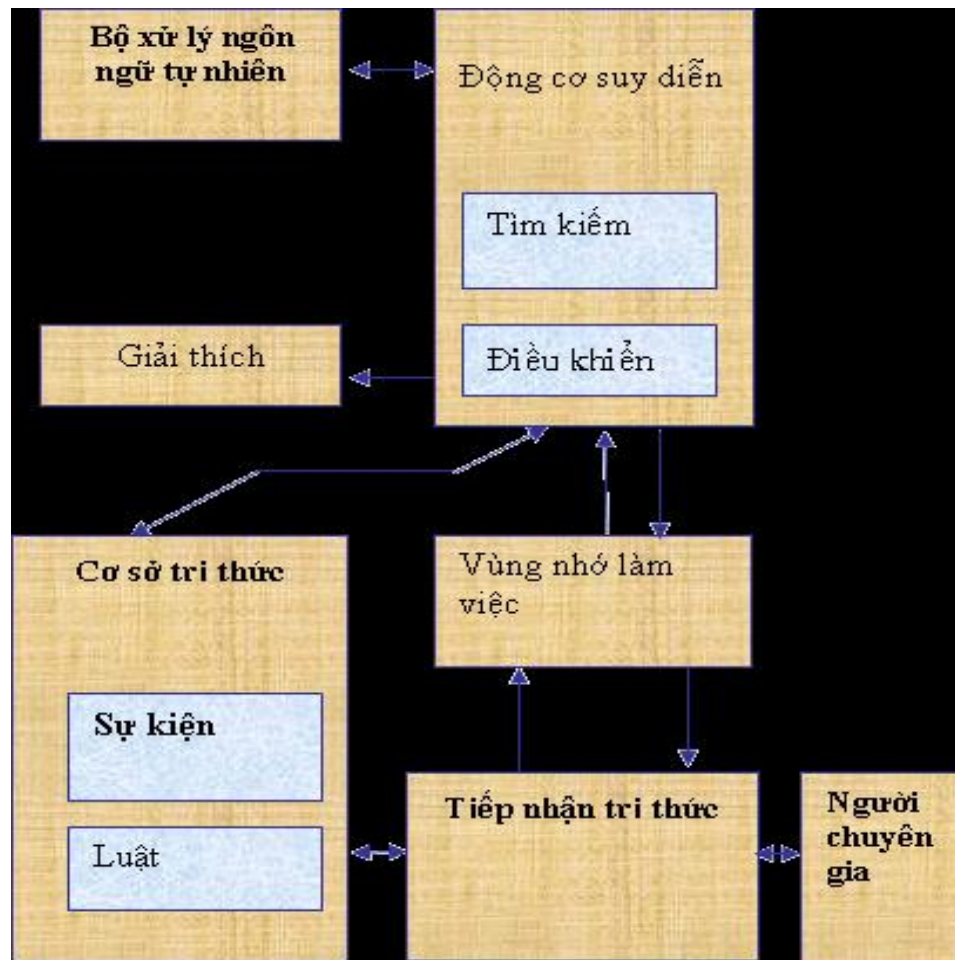 Bộ xử lý ngôn
ngữ tự nhiên
Động cơ suy diễn
Tìm kiếm
Điều khiển
Giải thích
Cơ sở tri thức
Sự kiện
Luật
Vùng nhớ làm
việc
Tiếp nhận tri thức
Người
chuyên
gia